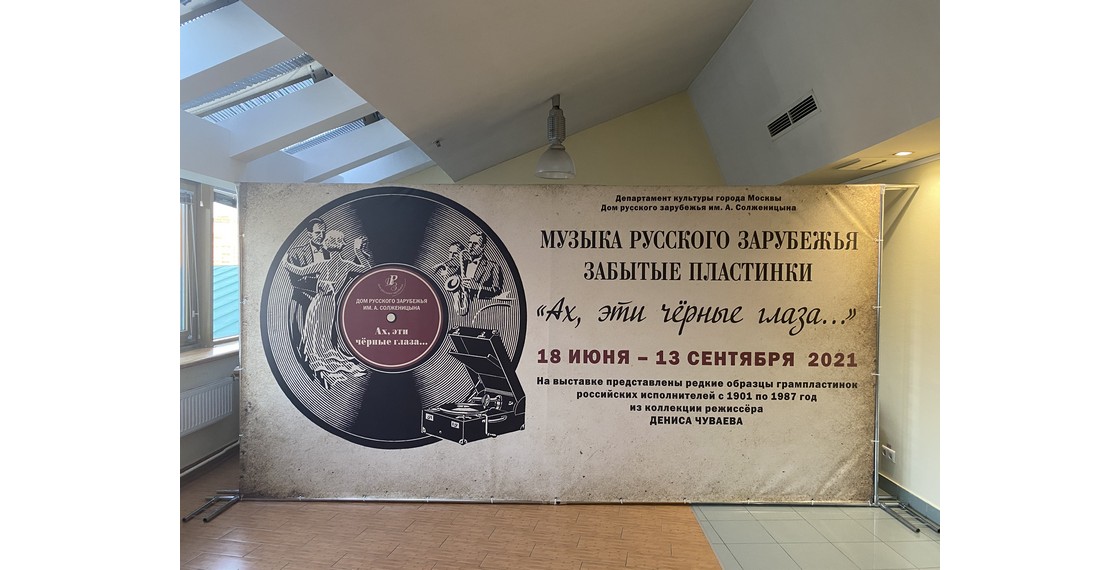 Департамент культуры города Москвы
Дом русского зарубежья им. А. Солженицына
МУЗЫКА РУССКОГО ЗАРУБЕЖЬЯ
ЗАБЫТЫЕ ПЛАСТИНКИ
«Ах, эти чёрные глаза...»
18 ИЮНЯ – 13 СЕНТЯБРЯ 2021
На выставке представлены редкие образцы грампластинок
российских исполнителей с 1901 по 1987 год
из коллекции режиссёра
ДЕНИСА ЧУВАЕВА
ДОМ РУССКОГО ЗАРУБЕЖЬЯ
ИМ. А. СОЛЖЕНИЦЫНА
Ах, эти
чёрные глаза...